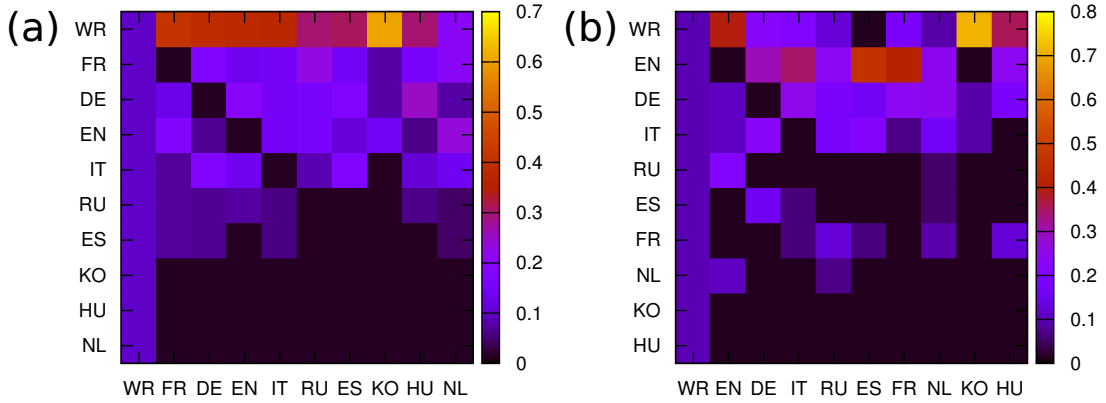 (a)
WR
FR
DE
EN
IT
RU
ES
KO
HU
NL
WR FR DE EN IT RU ES KO HU NL
0.7
0.6
0.5
0.4
0.3
0.2
0.1
0
(b)
WR
EN
DE
IT
RU
ES
FR
NL
KO
HU
WR EN DE IT RU ES FR NL KO HU
0.8
0.7
0.6
0.5
0.4
0.3
0.2
0.1
0